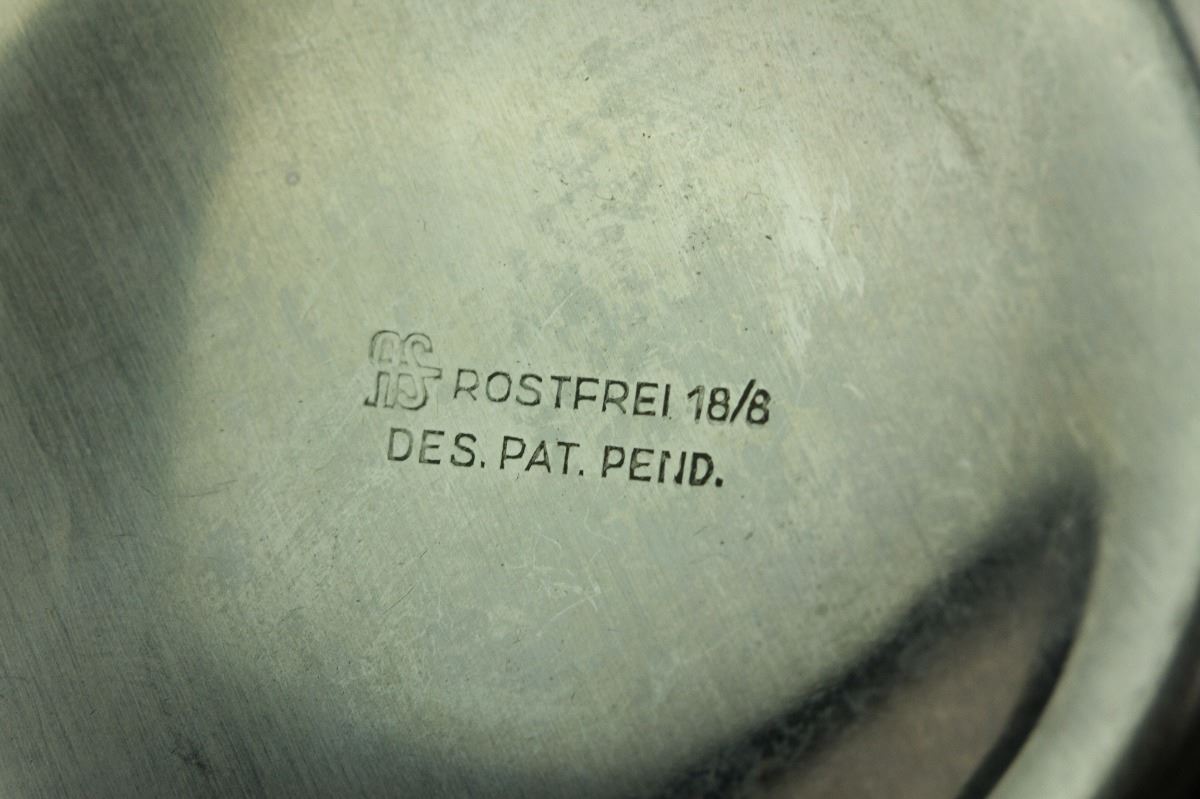 ROSTFREI 18/8
DES. PAT. PEND.